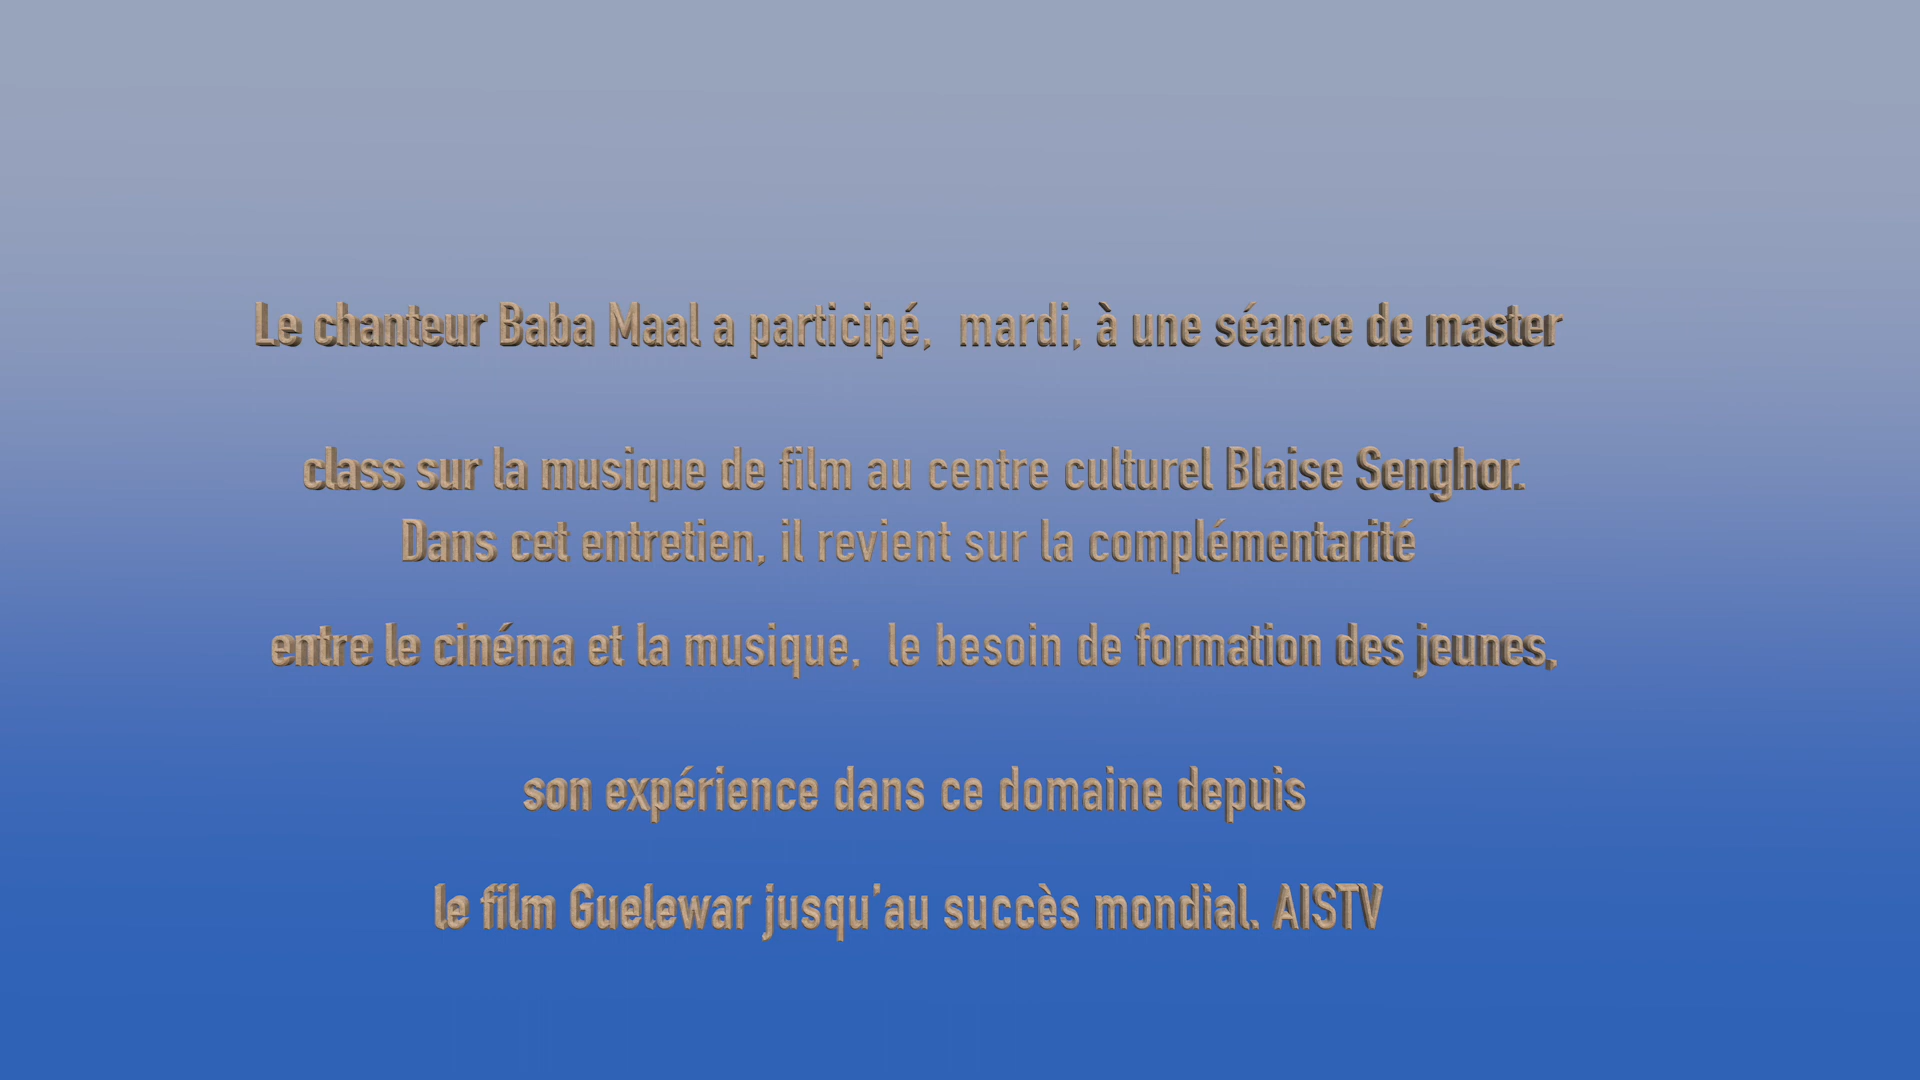 Le chanteur Baba Maal a participé,  mardi, à une séance de master
class sur la musique de film au centre culturel Blaise Senghor.
Dans cet entretien, il revient sur la complémentarité
entre le cinéma et la musique,  le besoin de formation des jeunes,
son expérience dans ce domaine depuis
le film Guelewar jusqu'au succès mondial. AISTV